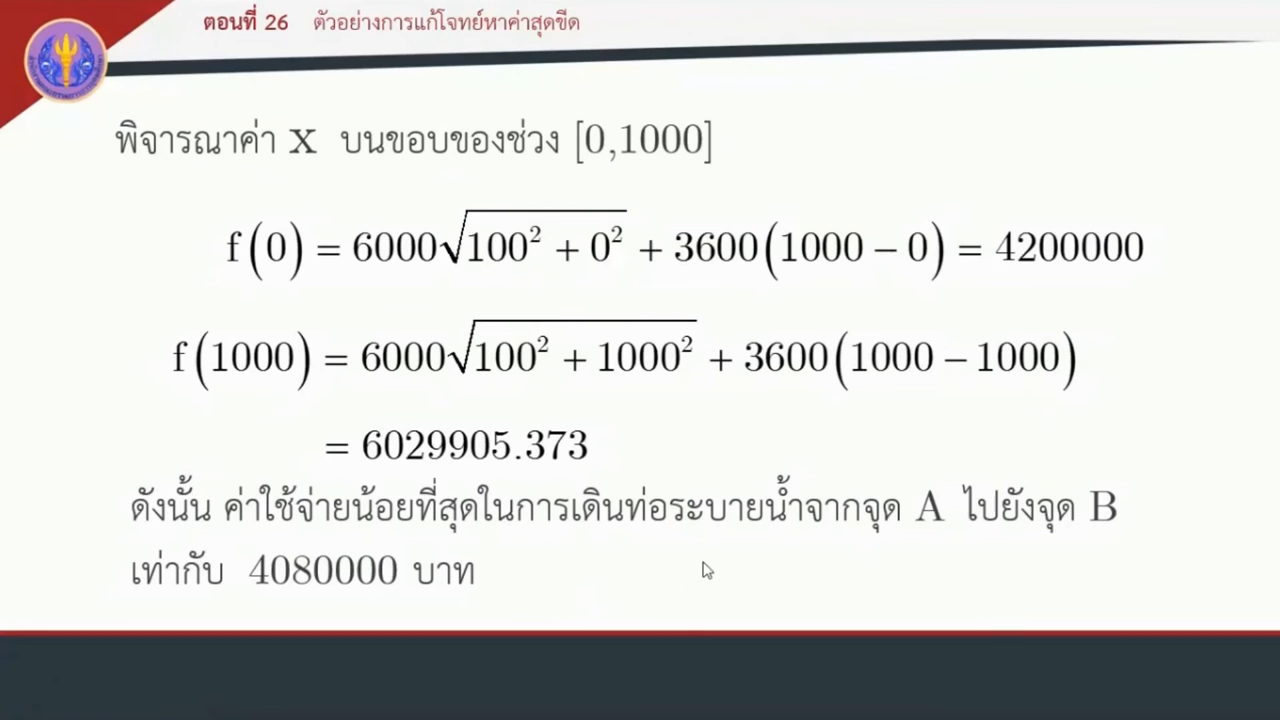 ตอนที่ 26 ตัวอย่างการแก้โจทย์หาค่าสุดขีด
พิจารณาค่า x บนขอบของช่วง [0,1000]
f(0) = 6000√(100² + 0²) + 3600(1000 − 0) = 4200000
f(1000) = 6000√(100² + 1000²) + 3600(1000 − 1000)
= 6029905.373
ดังนั้น ค่าใช้จ่ายน้อยที่สุดในการเดินท่อระบายน้ำจากจุด A ไปยังจุด B
เท่ากับ 4080000 บาท